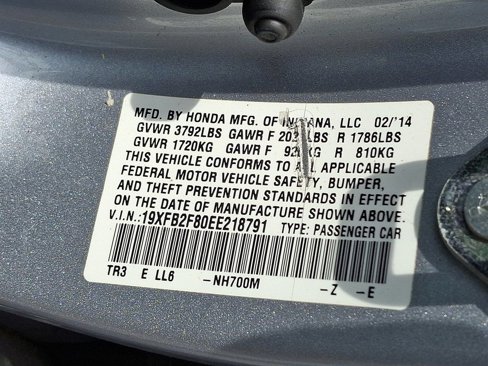 MFD. BY HONDA MFG. OF INDIANA, LLC 02/'14
GVWR 3792LBS GAWR F LBS R 1786LBS
GVWR 1720KG GAWR F KG R 810KG
THIS VEHICLE CONFORMS TO ALL APPLICABLE
FEDERAL MOTOR VEHICLE SAFETY, BUMPER,
AND THEFT PREVENTION STANDARDS IN EFFECT
ON THE DATE OF MANUFACTURE SHOWN ABOVE.
V.I.N.:19XFB2F80EE218791 TYPE: PASSENGER CAR
TR3 E LL6 -NH700M -Z -E